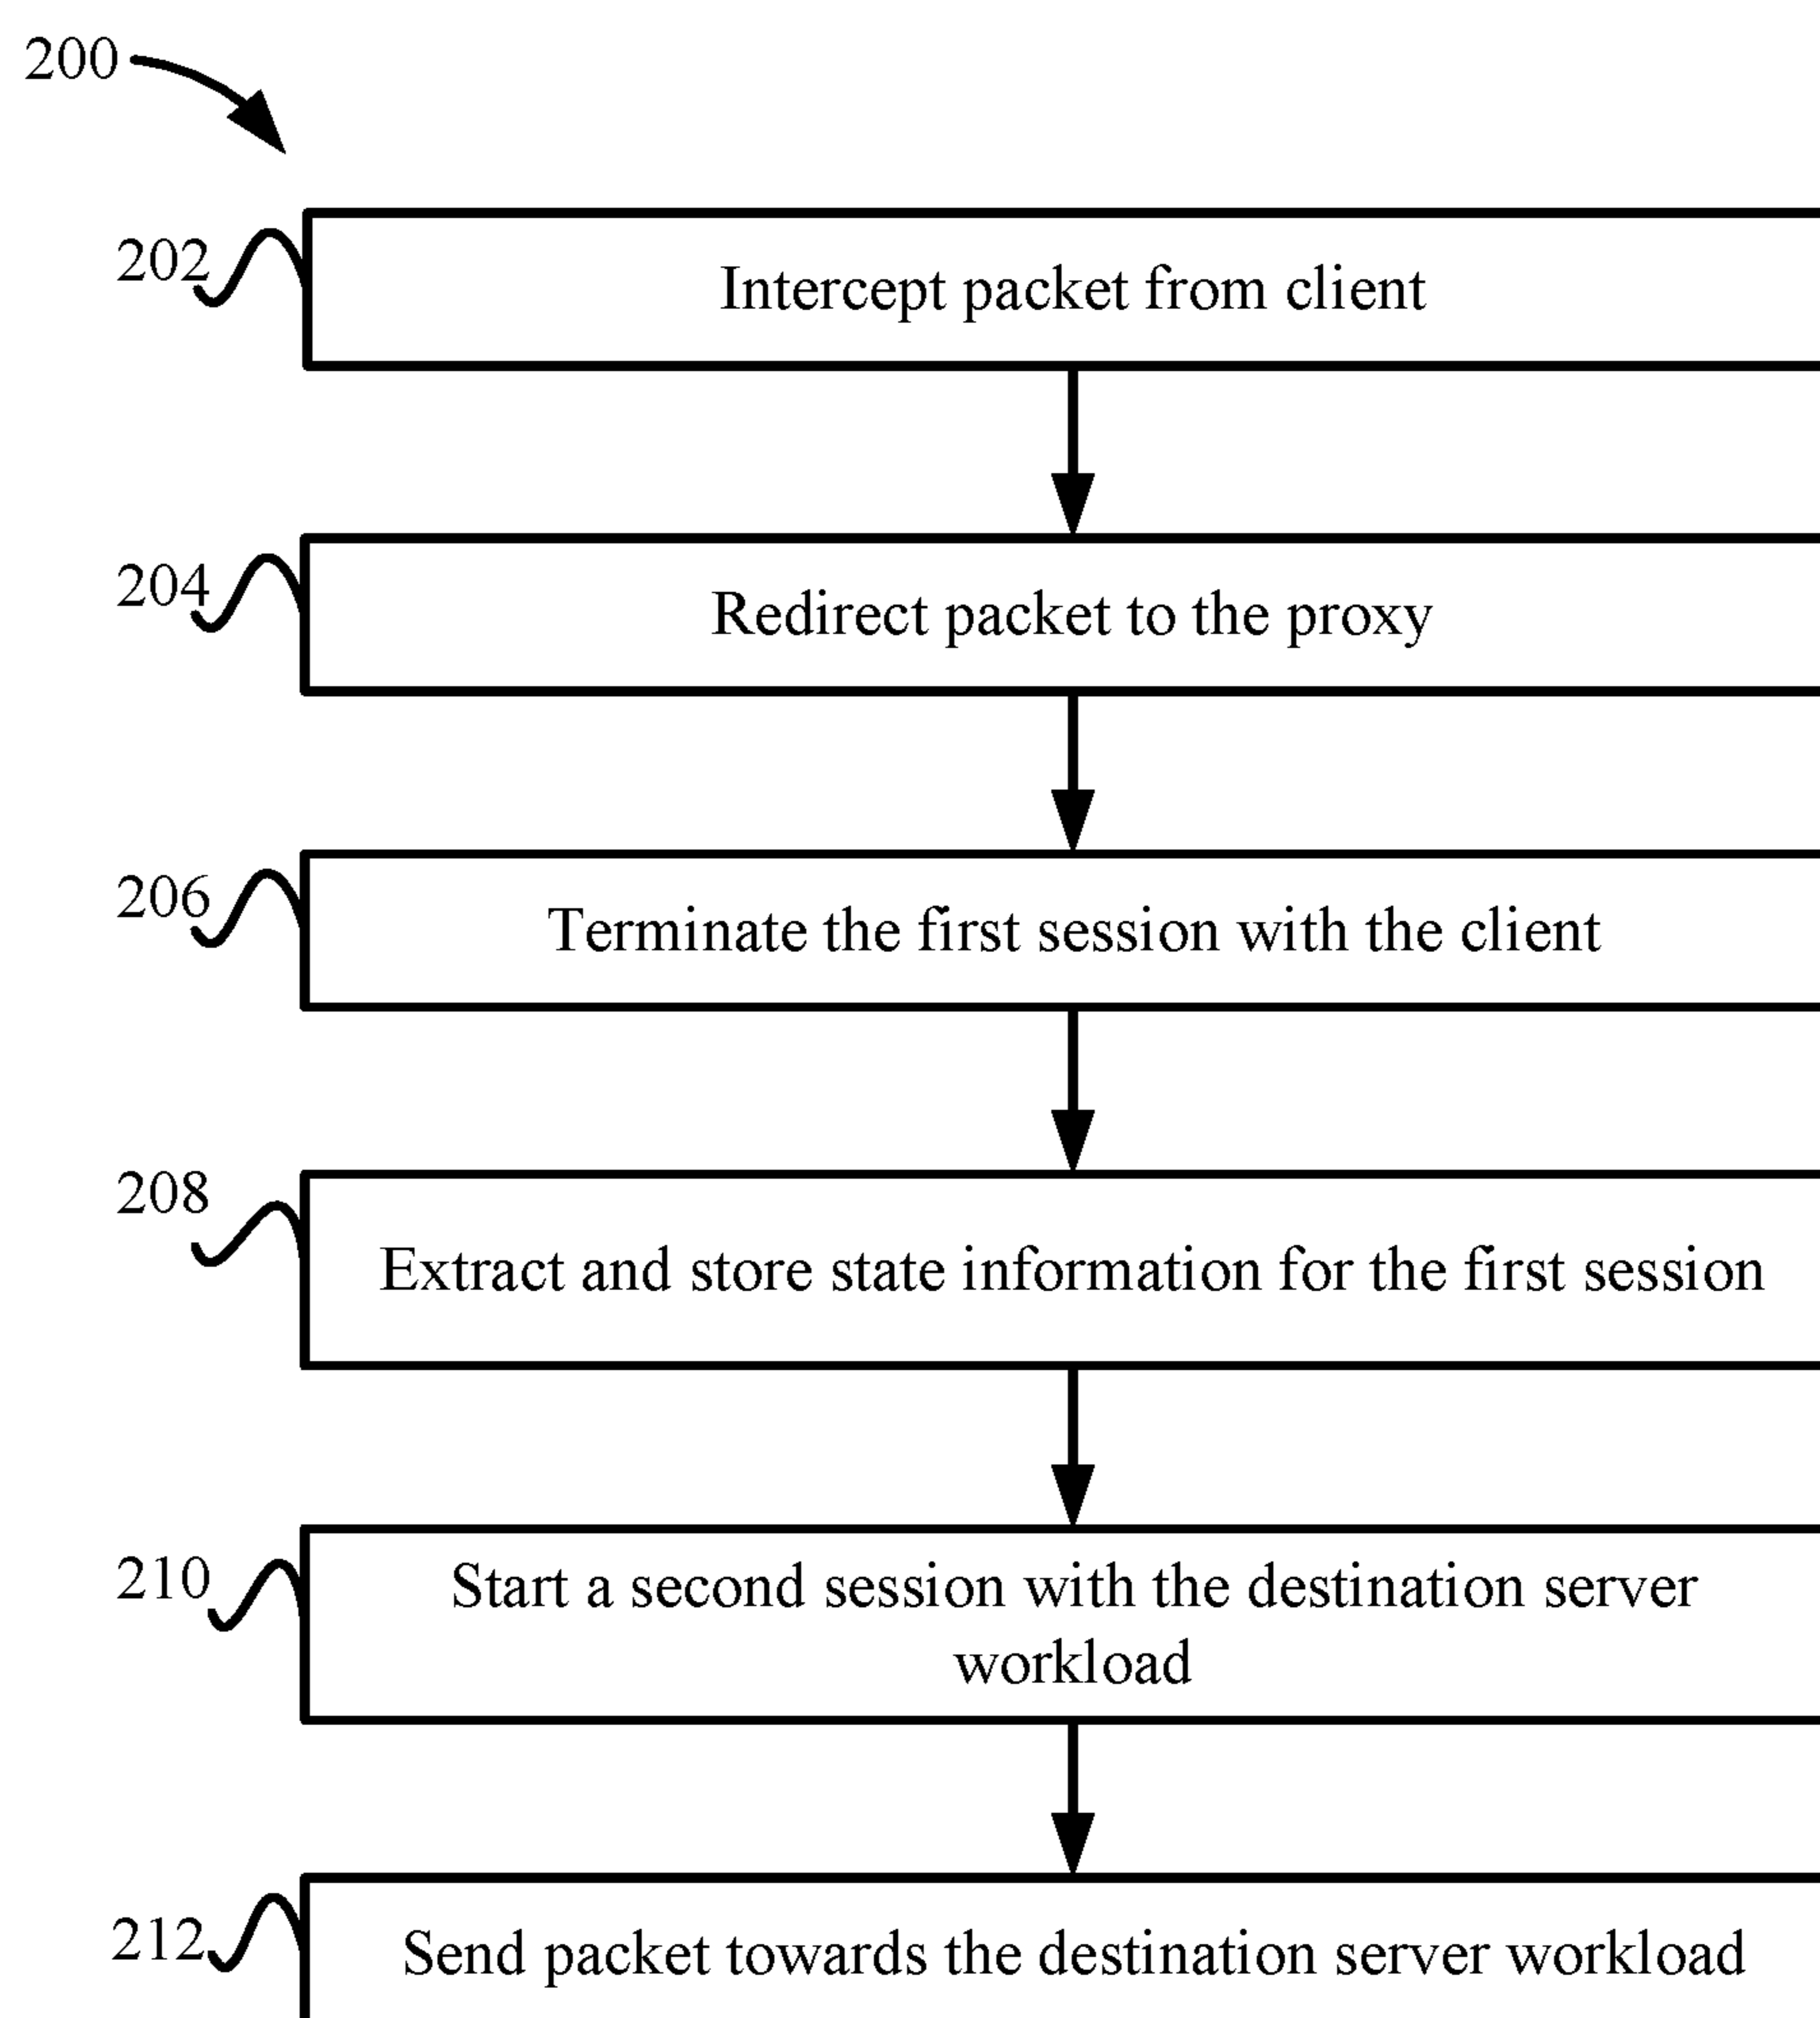 200
202
Intercept packet from client
204
Redirect packet to the proxy
206
Terminate the first session with the client
208
Extract and store state information for the first session
210
Start a second session with the destination server
workload
212
Send packet towards the destination server workload